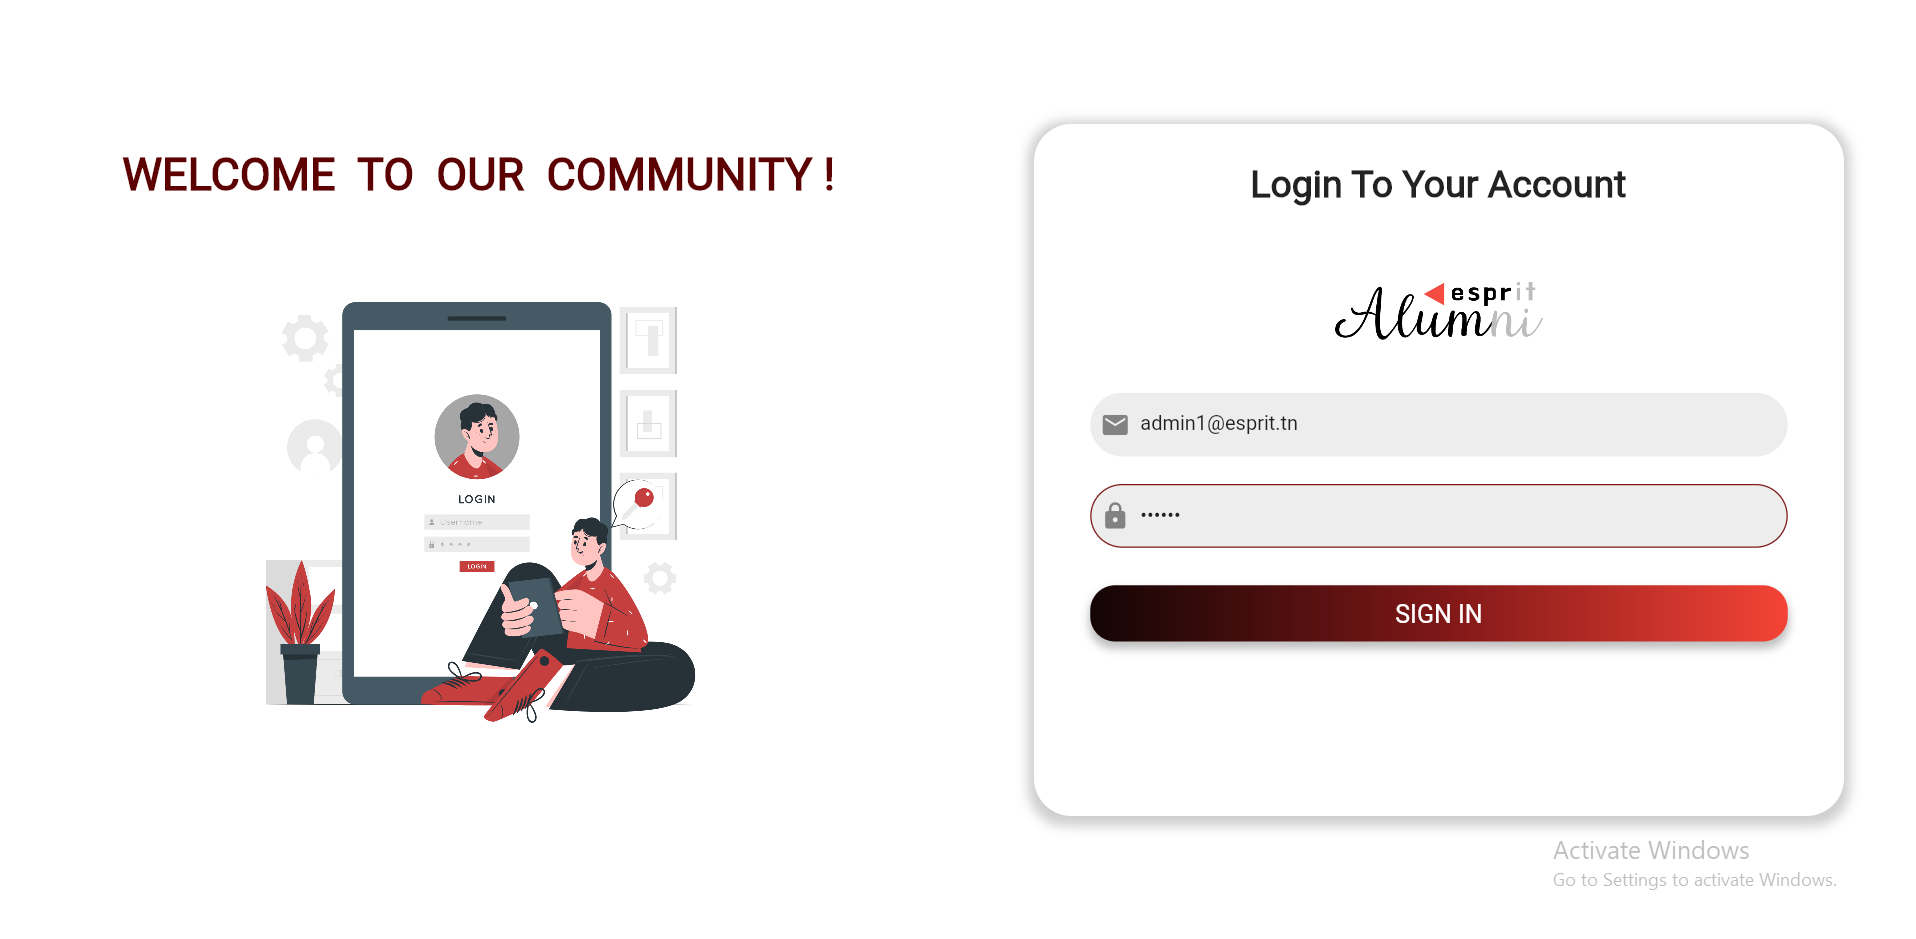 WELCOME TO OUR COMMUNITY !
LOGIN
Username
LOGIN
Login To Your Account
esprit
Alumni
admin1@esprit.tn
••••••
SIGN IN
Activate Windows
Go to Settings to activate Windows.